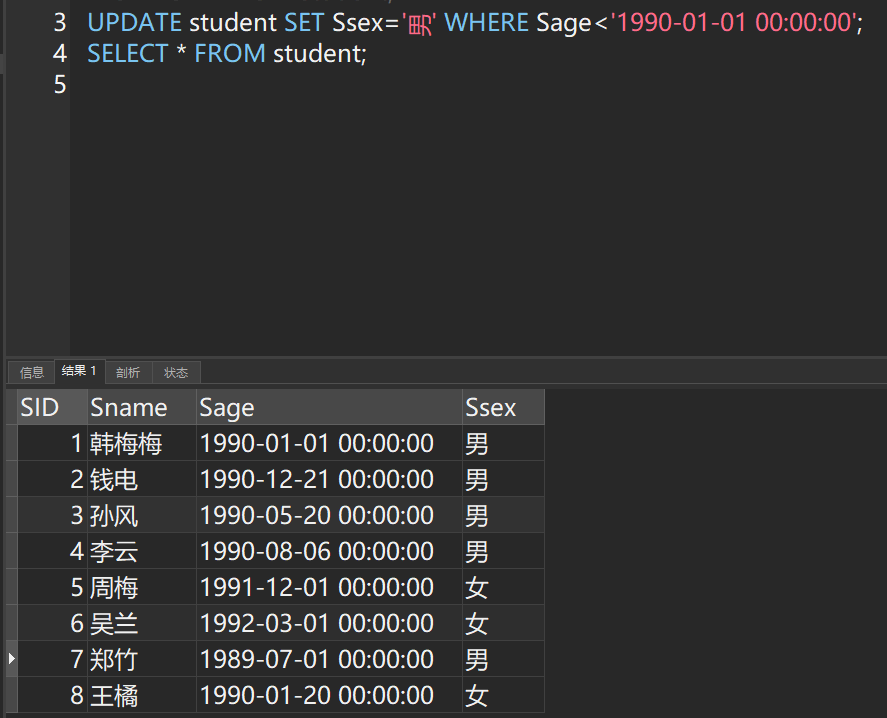 3 UPDATE student SET Ssex='男' WHERE Sage<'1990-01-01 00:00:00';
4 SELECT * FROM student;
5
信息 结果 1 剖析 状态
SID Sname Sage Ssex
1 韩梅梅 1990-01-01 00:00:00 男
2 钱电 1990-12-21 00:00:00 男
3 孙风 1990-05-20 00:00:00 男
4 李云 1990-08-06 00:00:00 男
5 周梅 1991-12-01 00:00:00 女
6 吴兰 1992-03-01 00:00:00 女
7 郑竹 1989-07-01 00:00:00 男
8 王橘 1990-01-20 00:00:00 女